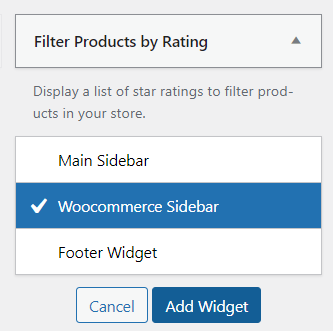 Filter Products by Rating
Display a list of star ratings to filter prod-
ucts in your store.
Main Sidebar
Woocommerce Sidebar
Footer Widget
Cancel Add Widget